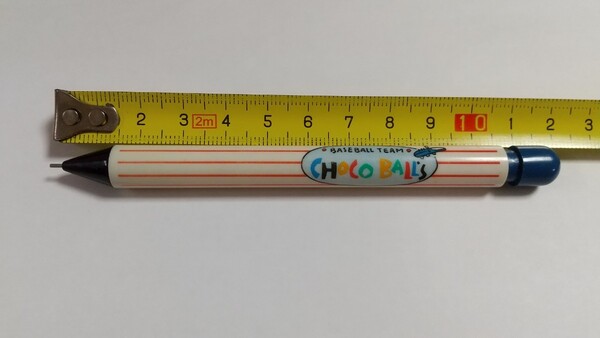 2 3 2m 4 5 6 7 8 9 10 1 2 3
BASEBALL TEAM
CHOCO BALL'S